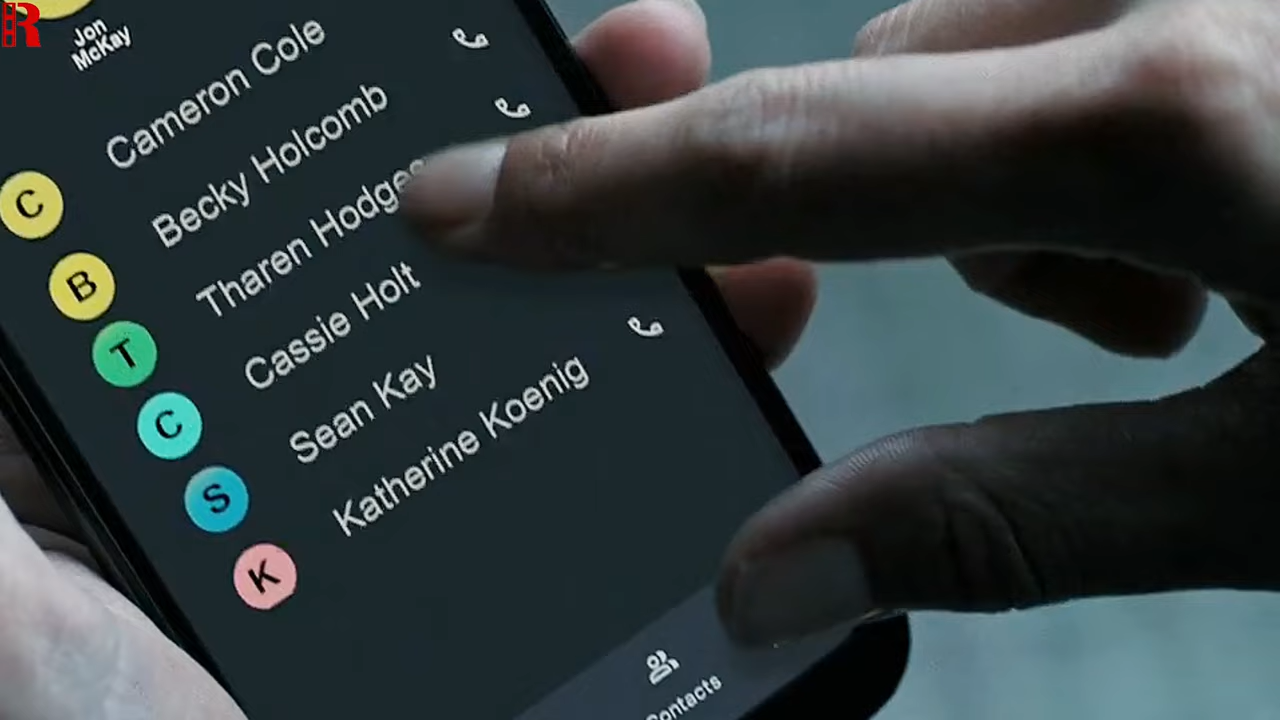 R
Jon
McKay
Cameron Cole
Becky Holcomb
Tharen Hodges
Cassie Holt
Sean Kay
Katherine Koenig
C
B
T
C
S
K
Contacts